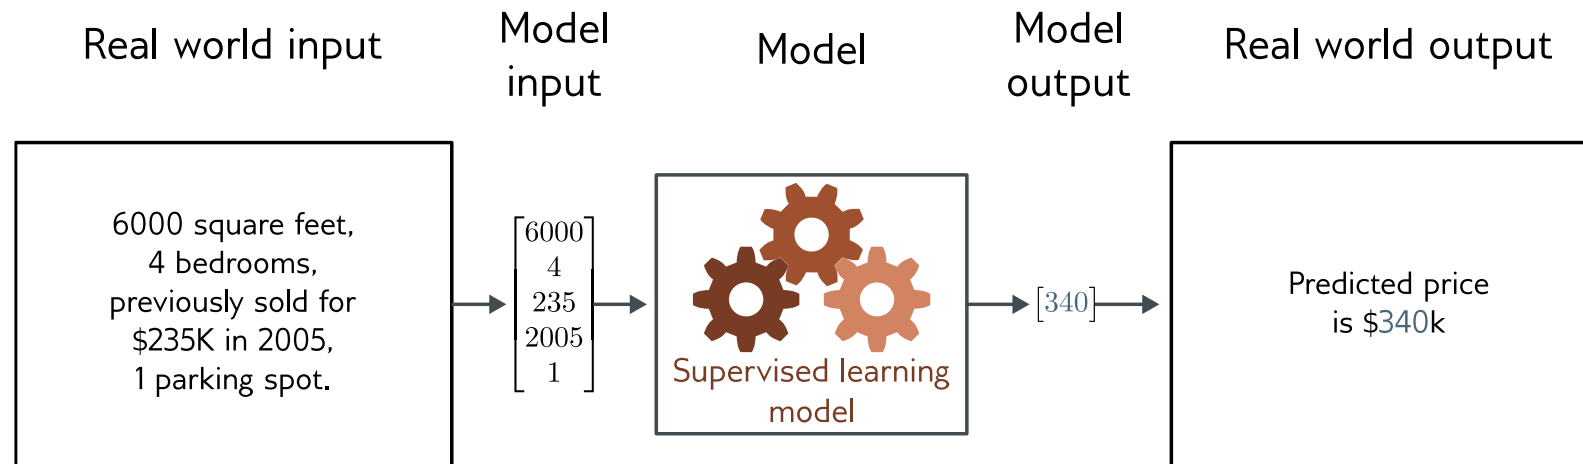 Real world input
Model
input
Model
Model
output
Real world output
6000 square feet,
4 bedrooms,
previously sold for
$235K in 2005,
1 parking spot.
6000
4
235
2005
1
Supervised learning
model
[340]
Predicted price
is $340k